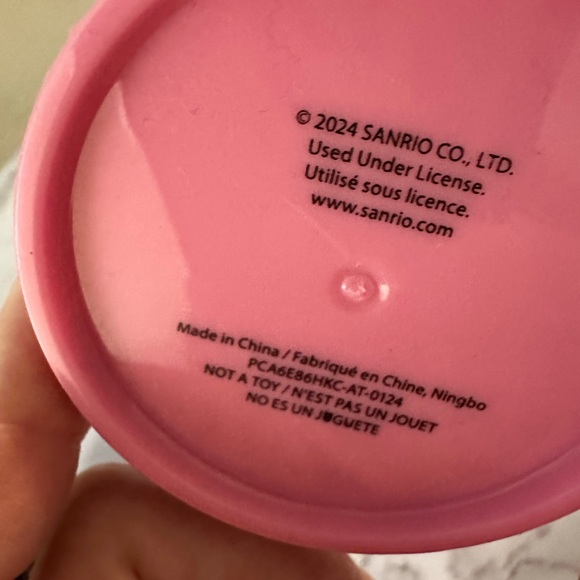 © 2024 SANRIO CO., LTD.
Used Under License.
Utilisé sous licence.
www.sanrio.com
Made in China / Fabriqué en Chine, Ningbo
PCA6E86HKC-AT-0124
NOT A TOY / N'EST PAS UN JOUET
NO ES UN JUGUETE